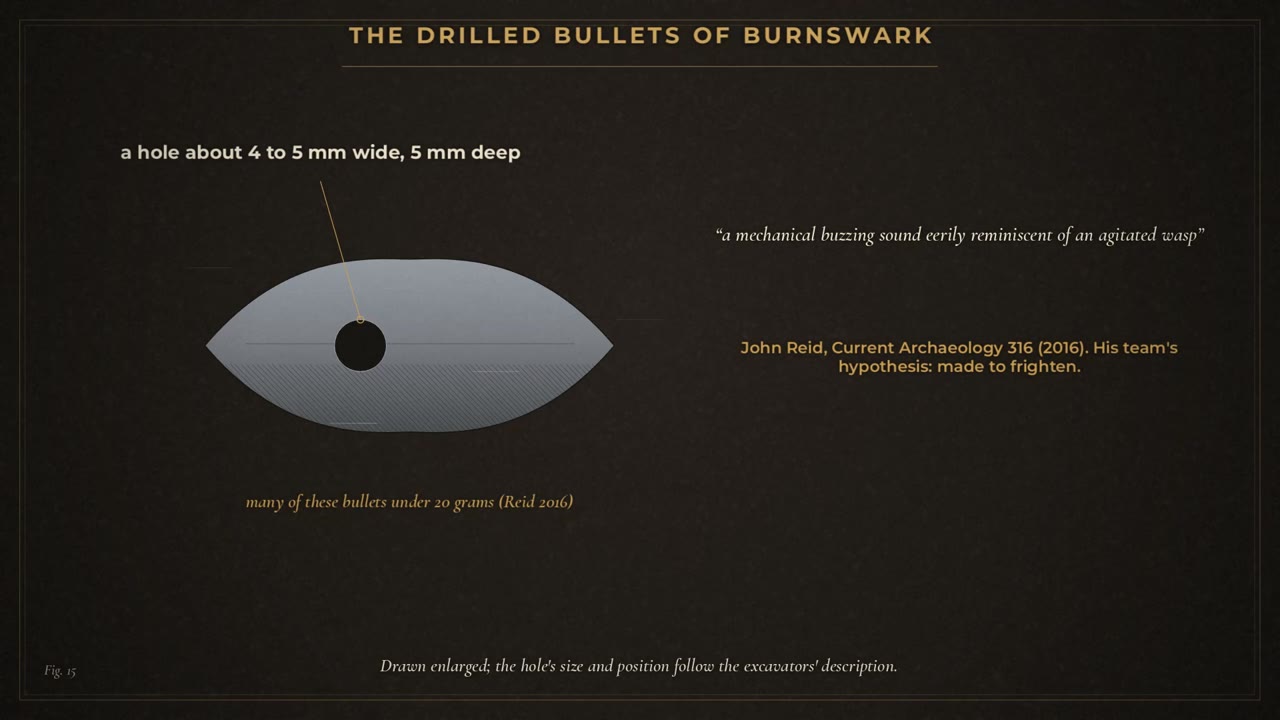 THE DRILLED BULLETS OF BURNSWARK
a hole about 4 to 5 mm wide, 5 mm deep
“a mechanical buzzing sound eerily reminiscent of an agitated wasp”
John Reid, Current Archaeology 316 (2016). His team's
hypothesis: made to frighten.
many of these bullets under 20 grams (Reid 2016)
Drawn enlarged; the hole's size and position follow the excavators' description.
Fig. 15